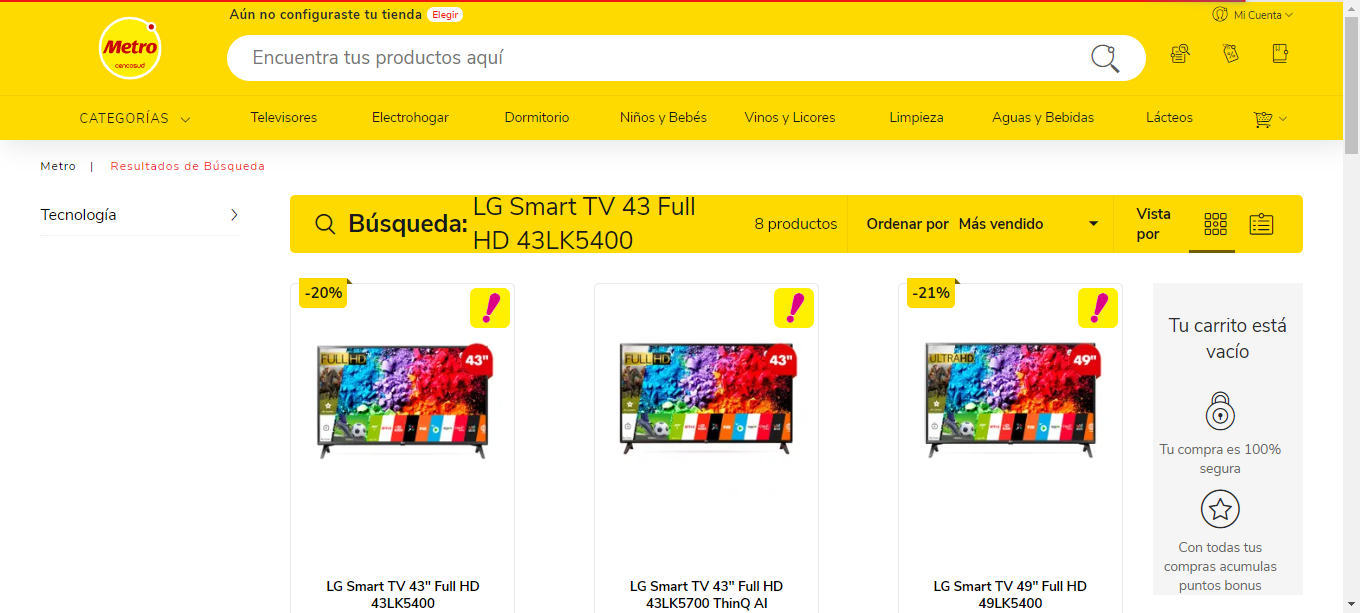 Aún no configuraste tu tienda Elegir
Mi Cuenta
Metro
cencosud
Encuentra tus productos aquí
CATEGORÍAS
Televisores
Electrohogar
Dormitorio
Niños y Bebés
Vinos y Licores
Limpieza
Aguas y Bebidas
Lácteos
Metro | Resultados de Búsqueda
Tecnología
Búsqueda:
LG Smart TV 43 Full
HD 43LK5400
8 productos
Ordenar por Más vendido
Vista
por
-20%
FULL HD
43"
LG Smart TV 43" Full HD
43LK5400
FULL HD
43"
LG Smart TV 43" Full HD
43LK5700 ThinQ AI
-21%
ULTRA HD
49"
LG Smart TV 49" Full HD
49LK5400
Tu carrito está
vacío
Tu compra es 100%
segura
Con todas tus
compras acumulas
puntos bonus